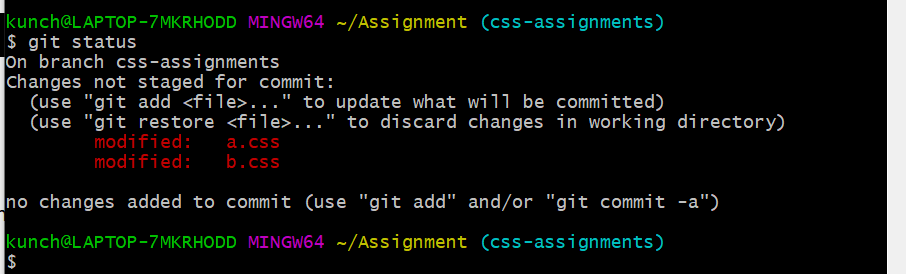 kunch@LAPTOP-7MKRHODD MINGW64 ~/Assignment (css-assignments)
$ git status
On branch css-assignments
Changes not staged for commit:
  (use "git add <file>..." to update what will be committed)
  (use "git restore <file>..." to discard changes in working directory)
        modified:   a.css
        modified:   b.css

no changes added to commit (use "git add" and/or "git commit -a")

kunch@LAPTOP-7MKRHODD MINGW64 ~/Assignment (css-assignments)
$